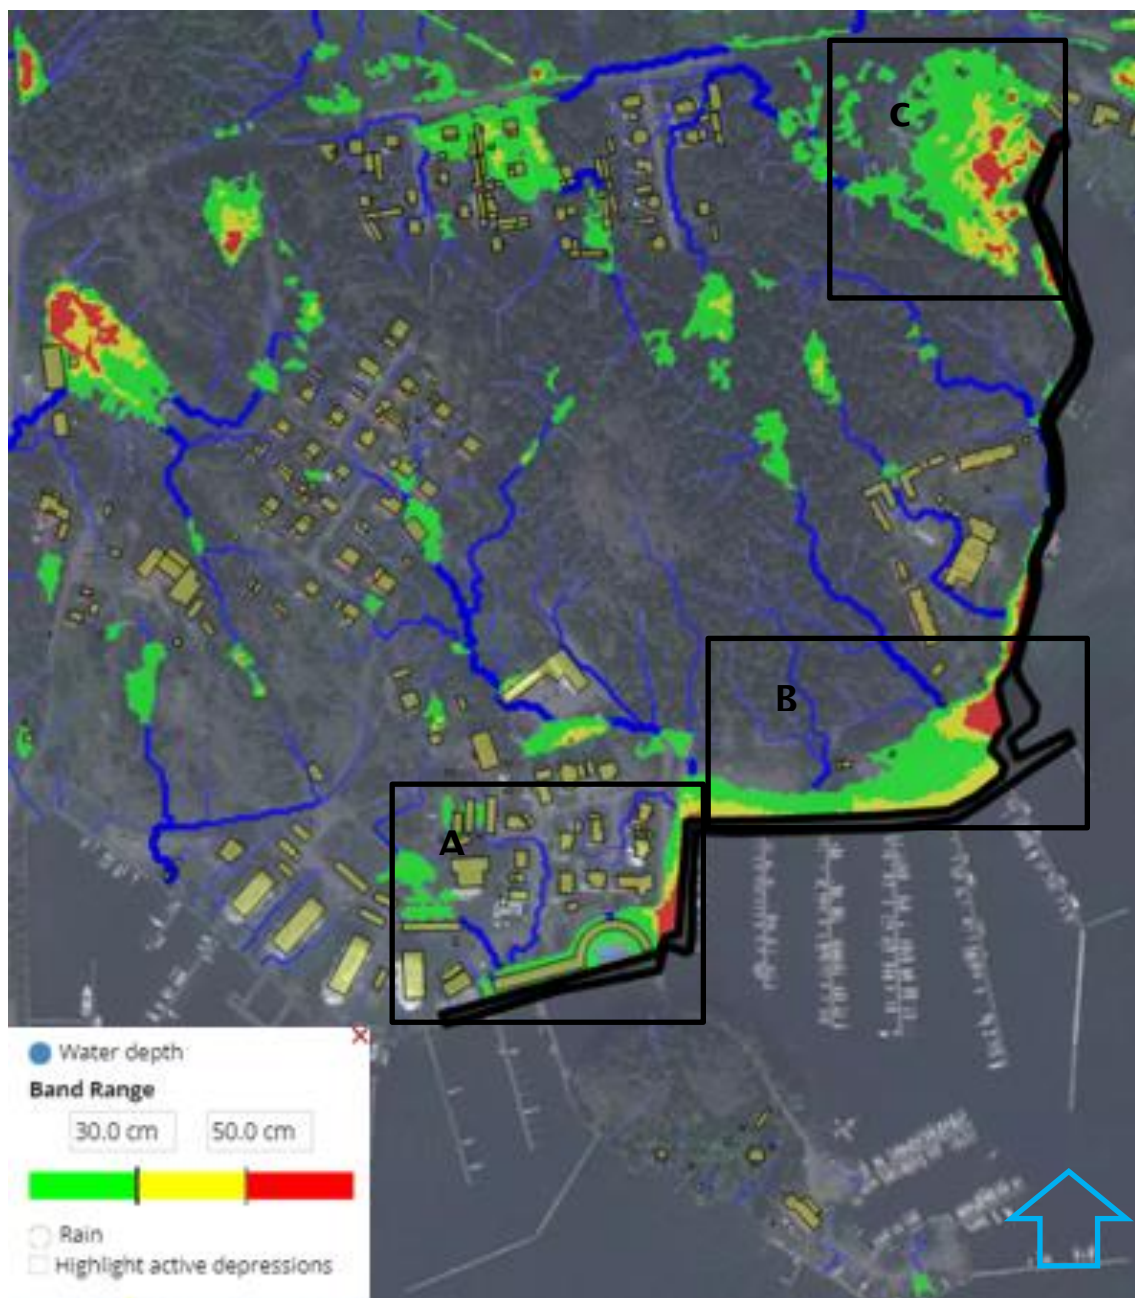 C
B
A
Water depth
Band Range
30.0 cm 50.0 cm
Rain
Highlight active depressions